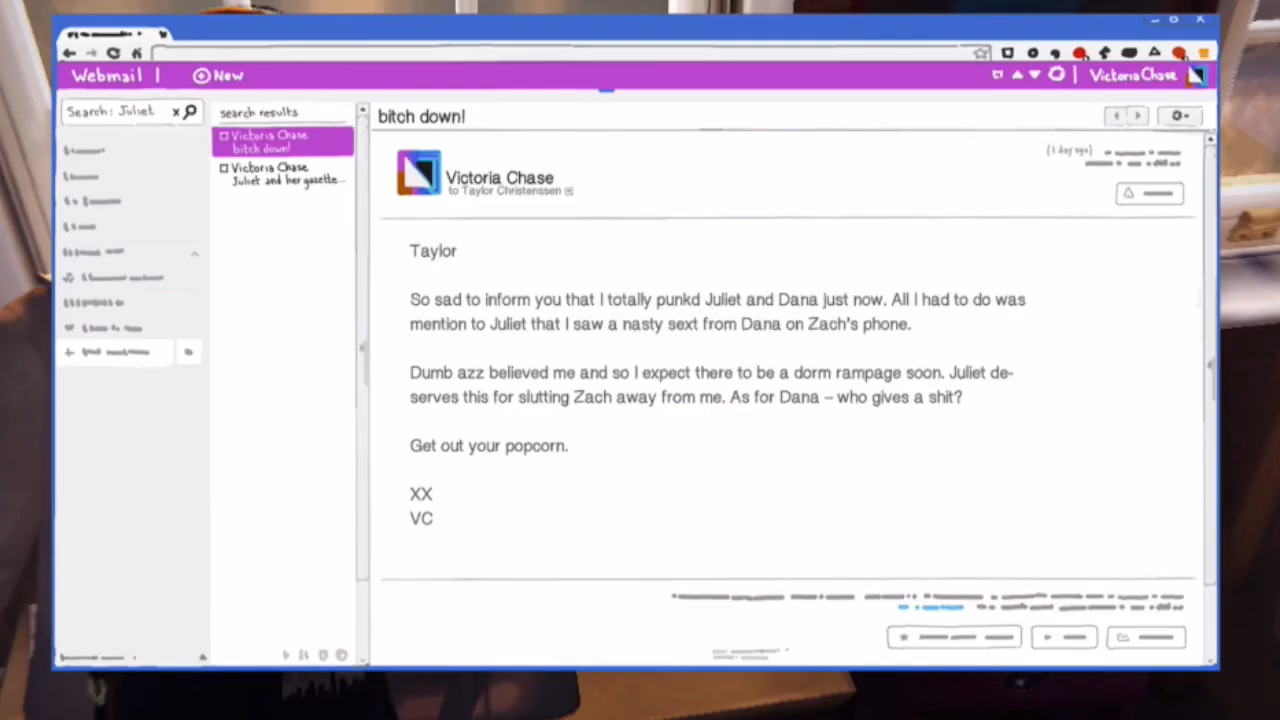 Webmail |
New
Victoria Chase
Search: Juliet x
search results
Victoria Chase
bitch down!
Victoria Chase
Juliet and her gazette...
bitch down!
Victoria Chase
to Taylor Christenssen
(1 day ago)
Taylor
So sad to inform you that I totally punkd Juliet and Dana just now. All I had to do was
mention to Juliet that I saw a nasty sext from Dana on Zach's phone.
Dumb azz believed me and so I expect there to be a dorm rampage soon. Juliet de-
serves this for slutting Zach away from me. As for Dana – who gives a shit?
Get out your popcorn.
XX
VC